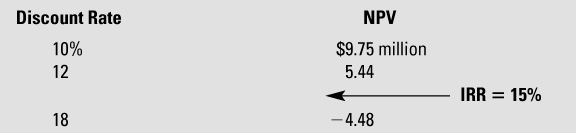 Discount Rate NPV
10% $9.75 million
12 5.44
IRR = 15%
18 −4.48